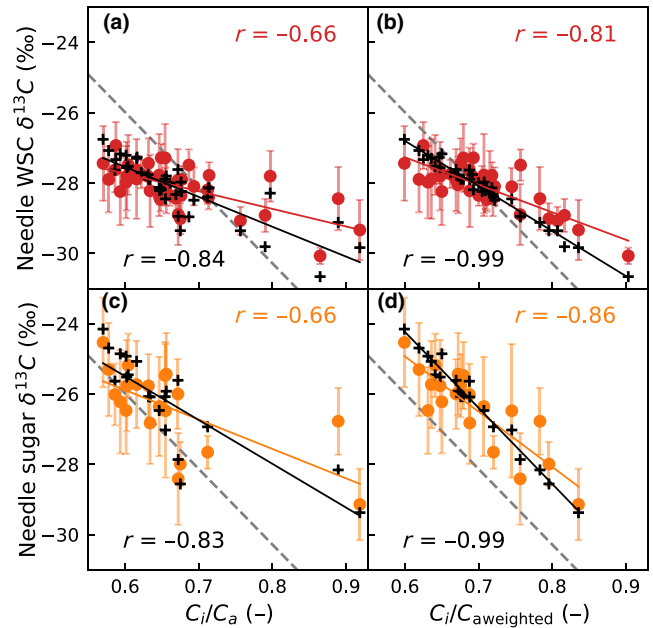 (a) r = –0.66 (b) r = –0.81
Needle WSC δ¹³C (‰)
–24
–26
–28
–30
r = –0.84 r = –0.99
(c) r = –0.66 (d) r = –0.86
Needle sugar δ¹³C (‰)
–24
–26
–28
–30
r = –0.83 r = –0.99
0.6 0.7 0.8 0.9 0.6 0.7 0.8 0.9
Cᵢ/Cₐ (–) Cᵢ/Cₐweighted (–)